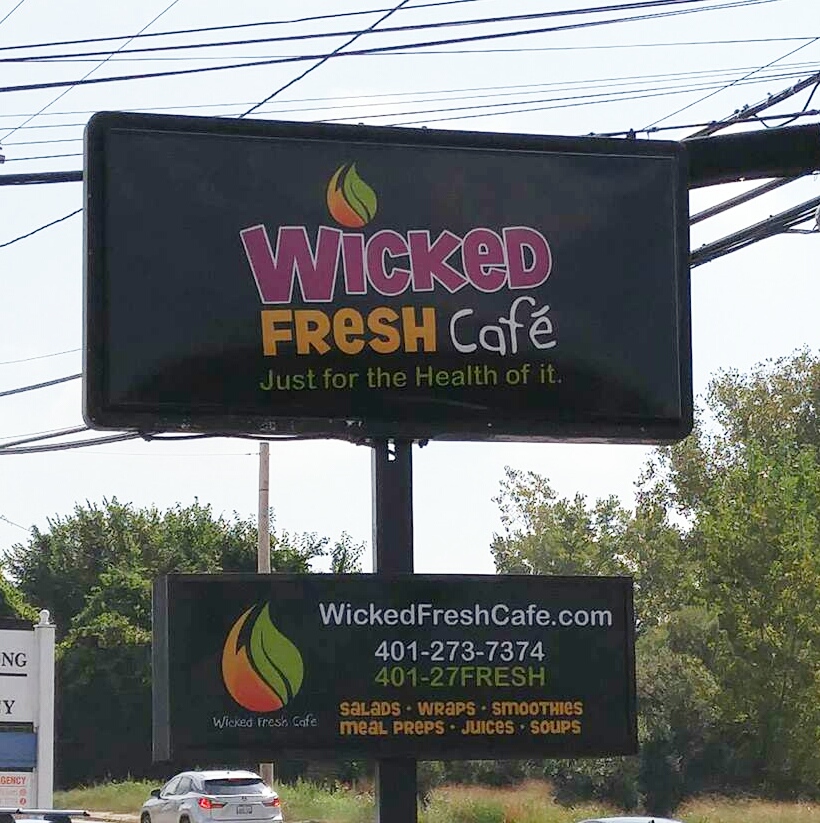 Wicked
FResH Café
Just for the Health of it.
WickedFreshCafe.com
401-273-7374
401-27FRESH
Wicked Fresh Cafe
SALADS · WRAPS · SMOOTHIES
MEAL PREPS · JUICES · SOUPS
NG
Y
GENCY